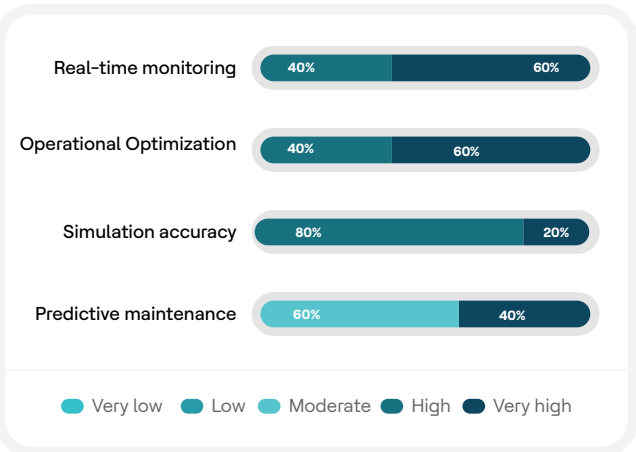 Real-time monitoring 40% 60%
Operational Optimization 40% 60%
Simulation accuracy 80% 20%
Predictive maintenance 60% 40%
Very low Low Moderate High Very high